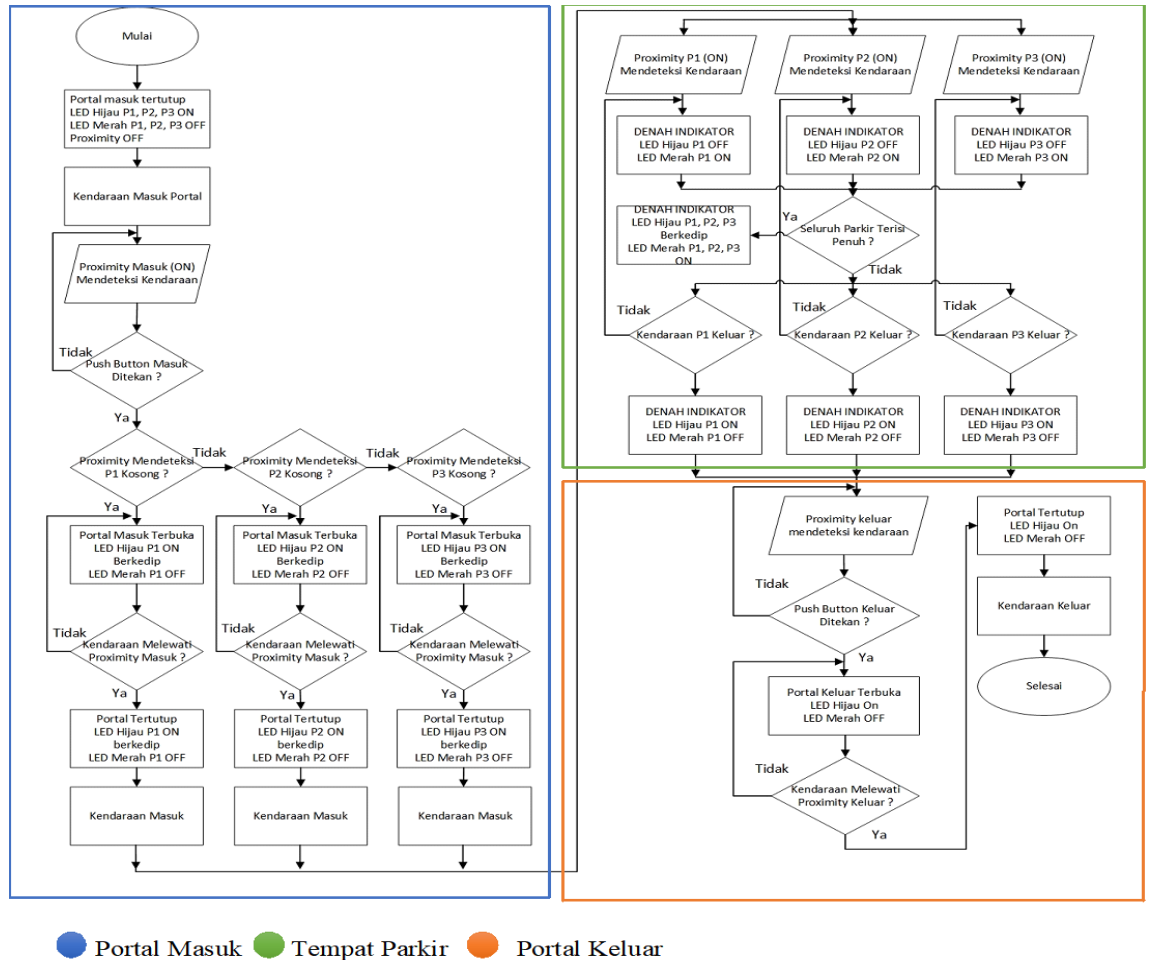 Mulai
Portal masuk tertutup
LED Hijau P1, P2, P3 ON
LED Merah P1, P2, P3 OFF
Proximity OFF
Kendaraan Masuk Portal
Proximity Masuk (ON)
Mendeteksi Kendaraan
Tidak
Push Button Masuk
Ditekan ?
Ya
Proximity Mendeteksi
P1 Kosong ?
Tidak
Proximity Mendeteksi
P2 Kosong ?
Tidak
Proximity Mendeteksi
P3 Kosong ?
Ya
Portal Masuk Terbuka
LED Hijau P1 ON
Berkedip
LED Merah P1 OFF
Tidak
Kendaraan Melewati
Proximity Masuk ?
Ya
Portal Tertutup
LED Hijau P1 ON
berkedip
LED Merah P1 OFF
Kendaraan Masuk
Ya
Portal Masuk Terbuka
LED Hijau P2 ON
Berkedip
LED Merah P2 OFF
Tidak
Kendaraan Melewati
Proximity Masuk ?
Ya
Portal Tertutup
LED Hijau P2 ON
berkedip
LED Merah P2 OFF
Kendaraan Masuk
Ya
Portal Masuk Terbuka
LED Hijau P3 ON
Berkedip
LED Merah P3 OFF
Tidak
Kendaraan Melewati
Proximity Masuk ?
Ya
Portal Tertutup
LED Hijau P3 ON
berkedip
LED Merah P3 OFF
Kendaraan Masuk
Proximity P1 (ON)
Mendeteksi Kendaraan
Proximity P2 (ON)
Mendeteksi Kendaraan
Proximity P3 (ON)
Mendeteksi Kendaraan
DENAH INDIKATOR
LED Hijau P1 OFF
LED Merah P1 ON
DENAH INDIKATOR
LED Hijau P2 OFF
LED Merah P2 ON
DENAH INDIKATOR
LED Hijau P3 OFF
LED Merah P3 ON
Seluruh Parkir Terisi
Penuh ?
Ya
DENAH INDIKATOR
LED Hijau P1, P2, P3
Berkedip
LED Merah P1, P2, P3
ON
Tidak
Tidak
Kendaraan P1 Keluar ?
Tidak
Kendaraan P2 Keluar ?
Tidak
Kendaraan P3 Keluar ?
DENAH INDIKATOR
LED Hijau P1 ON
LED Merah P1 OFF
DENAH INDIKATOR
LED Hijau P2 ON
LED Merah P2 OFF
DENAH INDIKATOR
LED Hijau P3 ON
LED Merah P3 OFF
Proximity keluar
mendeteksi kendaraan
Tidak
Push Button Keluar
Ditekan ?
Ya
Portal Keluar Terbuka
LED Hijau On
LED Merah OFF
Tidak
Kendaraan Melewati
Proximity Keluar ?
Ya
Portal Tertutup
LED Hijau On
LED Merah OFF
Kendaraan Keluar
Selesai
Portal Masuk
Tempat Parkir
Portal Keluar